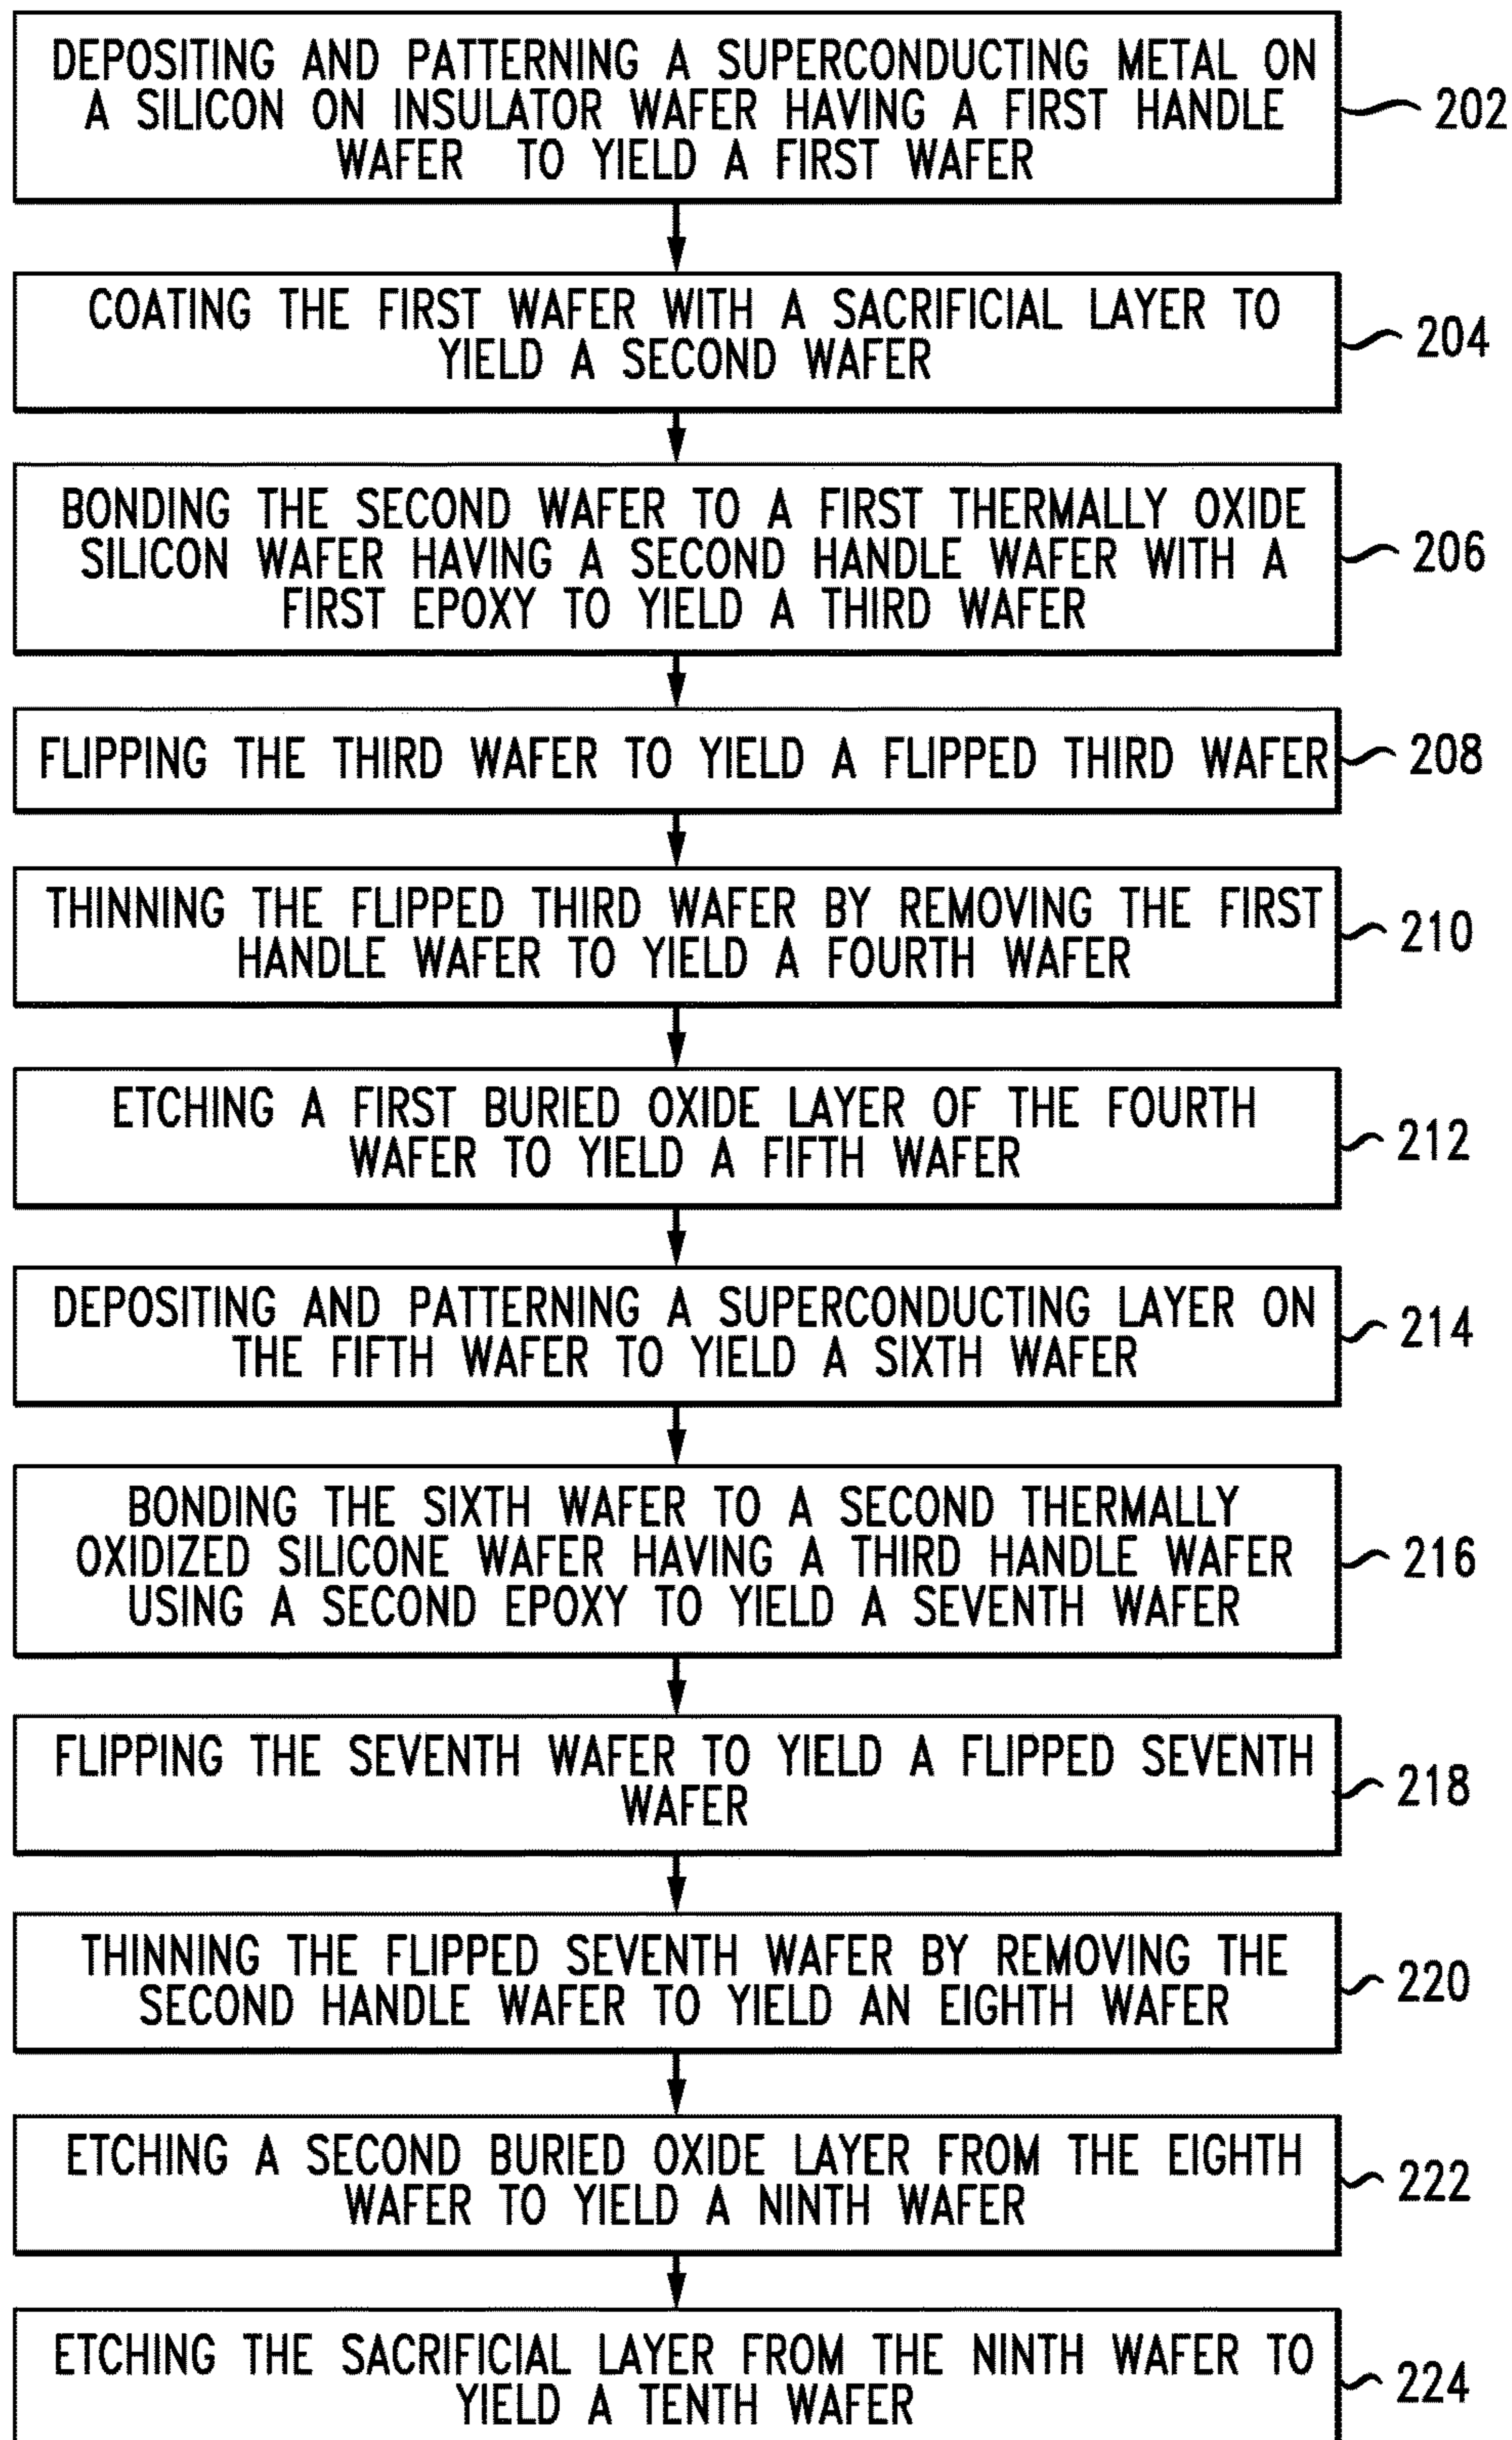 DEPOSITING AND PATTERNING A SUPERCONDUCTING METAL ON
A SILICON ON INSULATOR WAFER HAVING A FIRST HANDLE
WAFER TO YIELD A FIRST WAFER
202
COATING THE FIRST WAFER WITH A SACRIFICIAL LAYER TO
YIELD A SECOND WAFER
204
BONDING THE SECOND WAFER TO A FIRST THERMALLY OXIDE
SILICON WAFER HAVING A SECOND HANDLE WAFER WITH A
FIRST EPOXY TO YIELD A THIRD WAFER
206
FLIPPING THE THIRD WAFER TO YIELD A FLIPPED THIRD WAFER
208
THINNING THE FLIPPED THIRD WAFER BY REMOVING THE FIRST
HANDLE WAFER TO YIELD A FOURTH WAFER
210
ETCHING A FIRST BURIED OXIDE LAYER OF THE FOURTH
WAFER TO YIELD A FIFTH WAFER
212
DEPOSITING AND PATTERNING A SUPERCONDUCTING LAYER ON
THE FIFTH WAFER TO YIELD A SIXTH WAFER
214
BONDING THE SIXTH WAFER TO A SECOND THERMALLY
OXIDIZED SILICONE WAFER HAVING A THIRD HANDLE WAFER
USING A SECOND EPOXY TO YIELD A SEVENTH WAFER
216
FLIPPING THE SEVENTH WAFER TO YIELD A FLIPPED SEVENTH
WAFER
218
THINNING THE FLIPPED SEVENTH WAFER BY REMOVING THE
SECOND HANDLE WAFER TO YIELD AN EIGHTH WAFER
220
ETCHING A SECOND BURIED OXIDE LAYER FROM THE EIGHTH
WAFER TO YIELD A NINTH WAFER
222
ETCHING THE SACRIFICIAL LAYER FROM THE NINTH WAFER TO
YIELD A TENTH WAFER
224